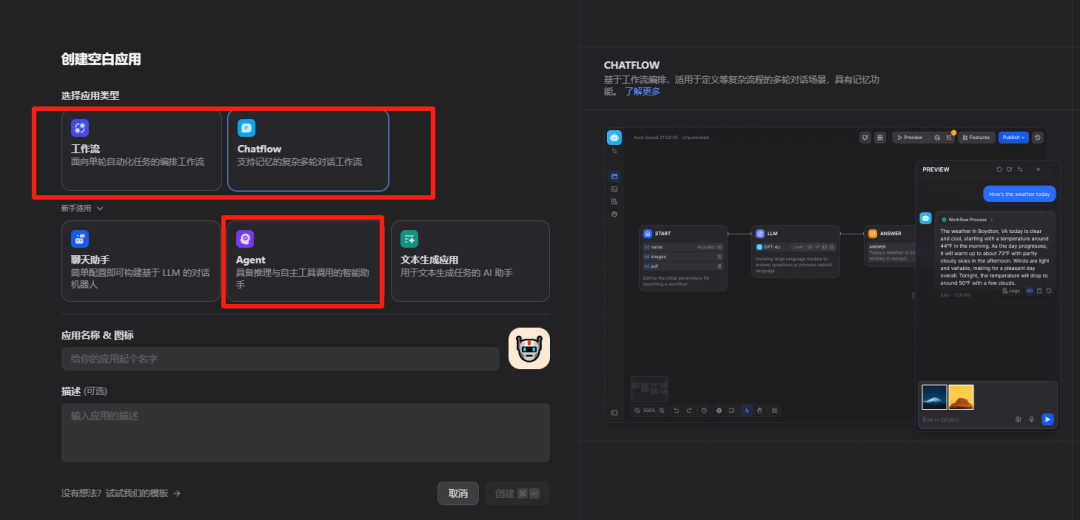 创建空白应用
选择应用类型
工作流
面向单轮自动化任务的编排工作流
Chatflow
支持记忆的复杂多轮对话工作流
新手适用
聊天助手
简单配置即可构建基于 LLM 的对话
机器人
Agent
具备推理与自主工具调用的智能助
手
文本生成应用
用于文本生成任务的 AI 助手
应用名称 & 图标
给你的应用起个名字
描述 (可选)
输入应用的描述
没有想法？试试我们的模板 →
取消
创建
CHATFLOW
基于工作流编排，适用于定义等复杂流程的多轮对话场景，具有记忆功
能。 了解更多
Preview
Features
Publish
PREVIEW
How's the weather today
Workflow Process
The weather in Boydton, VA today is clear
and cool, starting with a temperature around
44°F in the morning. As the day progresses,
it will warm up to about 73°F with partly
cloudy skies in the afternoon. Winds are light
and variable, making for a pleasant day
overall. Tonight, the temperature will drop to
around 50°F with a few clouds.
Logs
START
name
REQUIRED
images
pdf
Define the initial parameters for
launching a workflow
LLM
GPT-4o
CHAT
Invoking large language models to
answer questions or process natural
language
ANSWER
ANSWER
100%